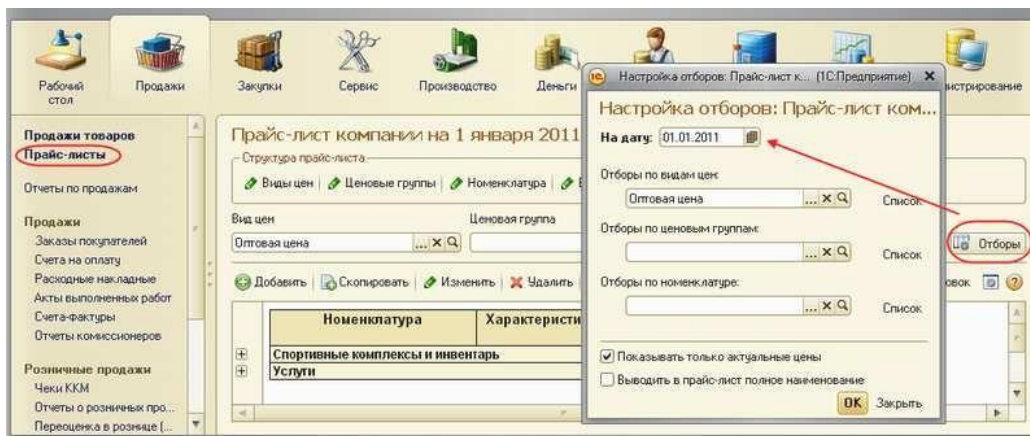 Рабочий стол
Продажи
Закупки
Сервис
Производство
Деньги
Продажи товаров
Прайс-листы
Отчеты по продажам
Продажи
Заказы покупателей
Счета на оплату
Расходные накладные
Акты выполненных работ
Счета-фактуры
Отчеты комиссионеров
Розничные продажи
Чеки ККМ
Отчеты о розничных про...
Переоценка в рознице (...
Прайс-лист компании на 1 января 2011
Структура прайс-листа
Виды цен
Ценовые группы
Номенклатура
Вид цен
Ценовая группа
Оптовая цена
...
Отборы
Добавить
Скопировать
Изменить
Удалить
Номенклатура
Спортивные комплексы и инвентарь
Услуги
Настройка отборов: Прайс-лист к... (1С:Предприятие)
Настройка отборов: Прайс-лист ком...
На дату: 01.01.2011
Отборы по видам цен:
Оптовая цена ... Список
Отборы по ценовым группам:
... Список
Отборы по номенклатуре:
... Список
Показывать только актуальные цены
Выводить в прайс-лист полное наименование
ОК Закрыть